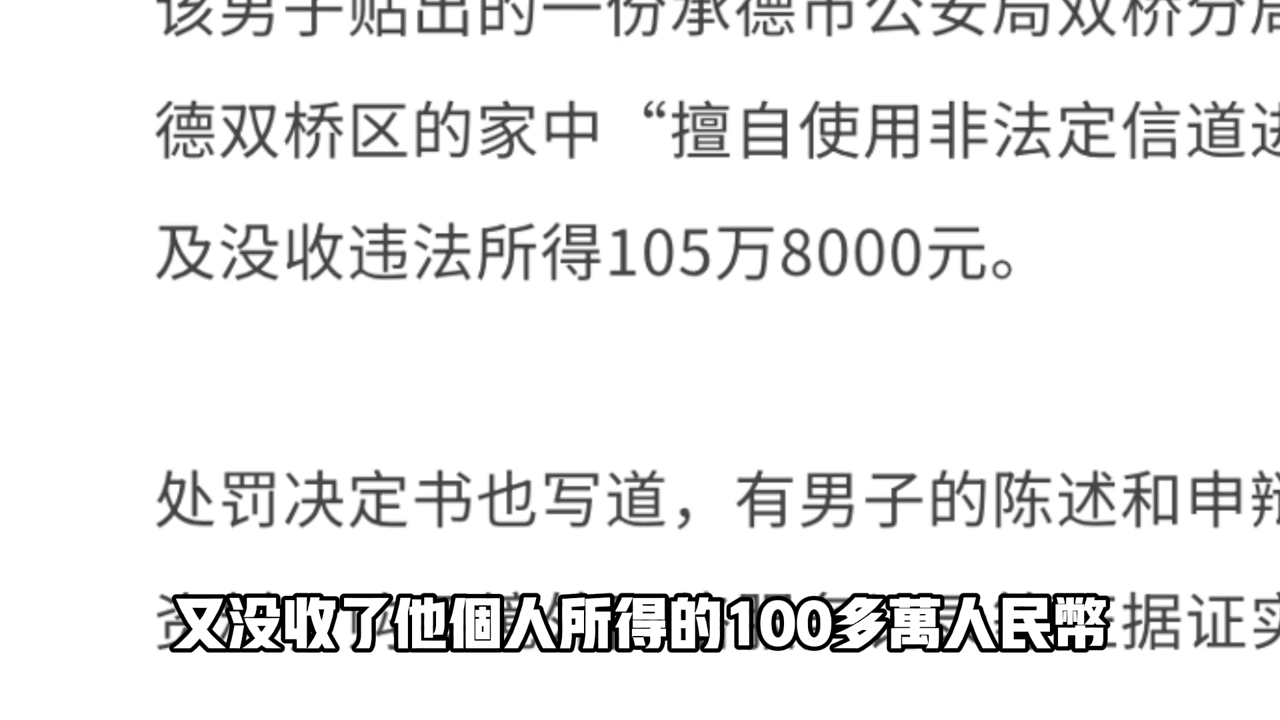 该男子贴出的一份承德市公安局双桥分局
德双桥区的家中“擅自使用非法定信道进
及没收违法所得105万8000元。
处罚决定书也写道，有男子的陈述和申辩
又没收了他個人所得的100多萬人民幣
据证实